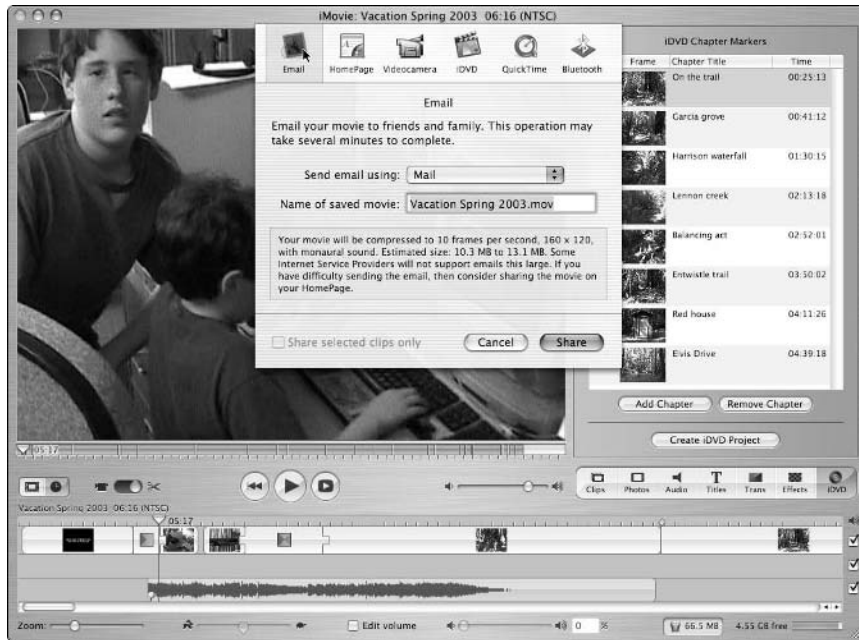 iMovie: Vacation Spring 2003 06:16 (NTSC)
Email
HomePage
Videocamera
iDVD
QuickTime
Bluetooth
Email
Email your movie to friends and family. This operation may
take several minutes to complete.
Send email using: Mail
Name of saved movie: Vacation Spring 2003.mov
Your movie will be compressed to 10 frames per second, 160 x 120,
with monaural sound. Estimated size: 10.3 MB to 13.1 MB. Some
Internet Service Providers will not support emails this large. If you
have difficulty sending the email, then consider sharing the movie on
your HomePage.
Share selected clips only
Cancel
Share
iDVD Chapter Markers
Frame Chapter Title Time
On the trail 00:25:13
Garcia grove 00:41:12
Harrison waterfall 01:30:15
Lennon creek 02:13:18
Balancing act 02:52:01
Entwistle trail 03:50:02
Red house 04:11:26
Elvis Drive 04:39:18
Add Chapter
Remove Chapter
Create iDVD Project
05:17
Clips
Photos
Audio
Titles
Trans
Effects
iDVD
Vacation Spring 2003 06:16 (NTSC)
05:17
Zoom:
Edit volume
0 %
66.5 MB
4.55 GB free